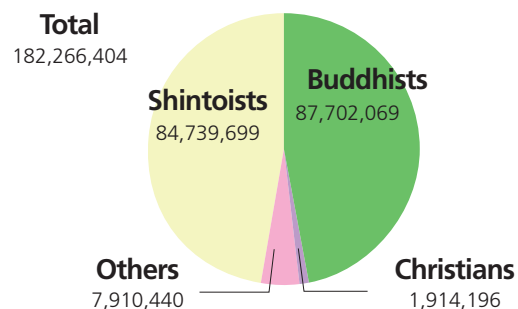 Total
182,266,404
Buddhists
87,702,069
Shintoists
84,739,699
Others
7,910,440
Christians
1,914,196